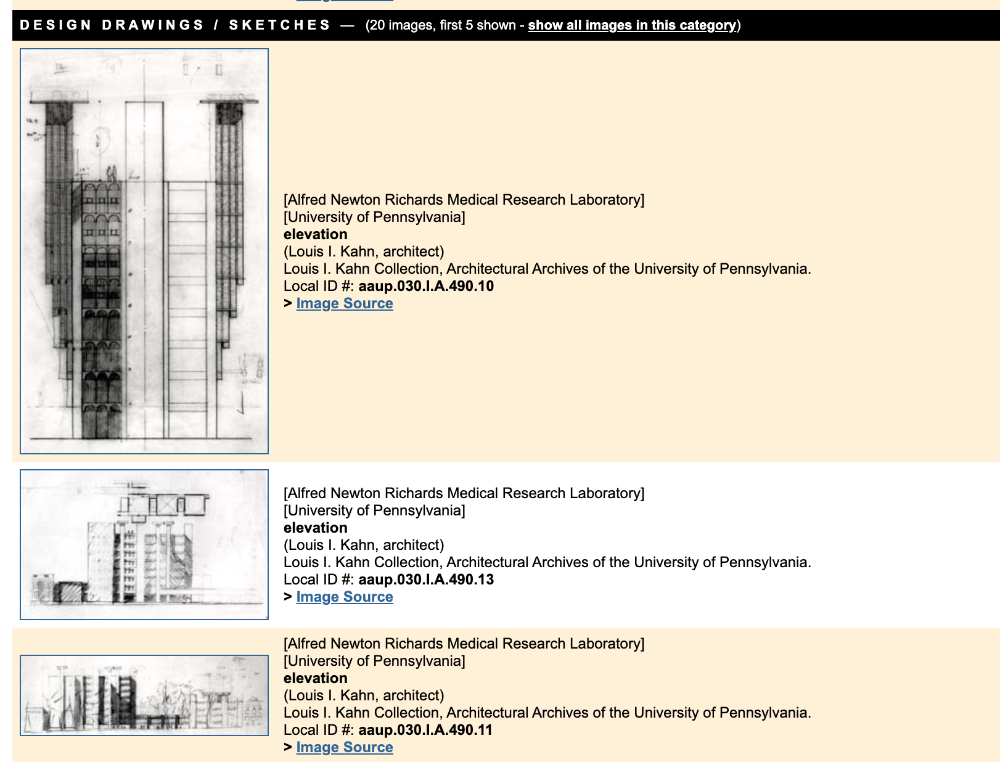 DESIGN DRAWINGS / SKETCHES — (20 images, first 5 shown - show all images in this category)
[Alfred Newton Richards Medical Research Laboratory]
[University of Pennsylvania]
elevation
(Louis I. Kahn, architect)
Louis I. Kahn Collection, Architectural Archives of the University of Pennsylvania.
Local ID #: aaup.030.I.A.490.10
> Image Source
[Alfred Newton Richards Medical Research Laboratory]
[University of Pennsylvania]
elevation
(Louis I. Kahn, architect)
Louis I. Kahn Collection, Architectural Archives of the University of Pennsylvania.
Local ID #: aaup.030.I.A.490.13
> Image Source
[Alfred Newton Richards Medical Research Laboratory]
[University of Pennsylvania]
elevation
(Louis I. Kahn, architect)
Louis I. Kahn Collection, Architectural Archives of the University of Pennsylvania.
Local ID #: aaup.030.I.A.490.11
> Image Source